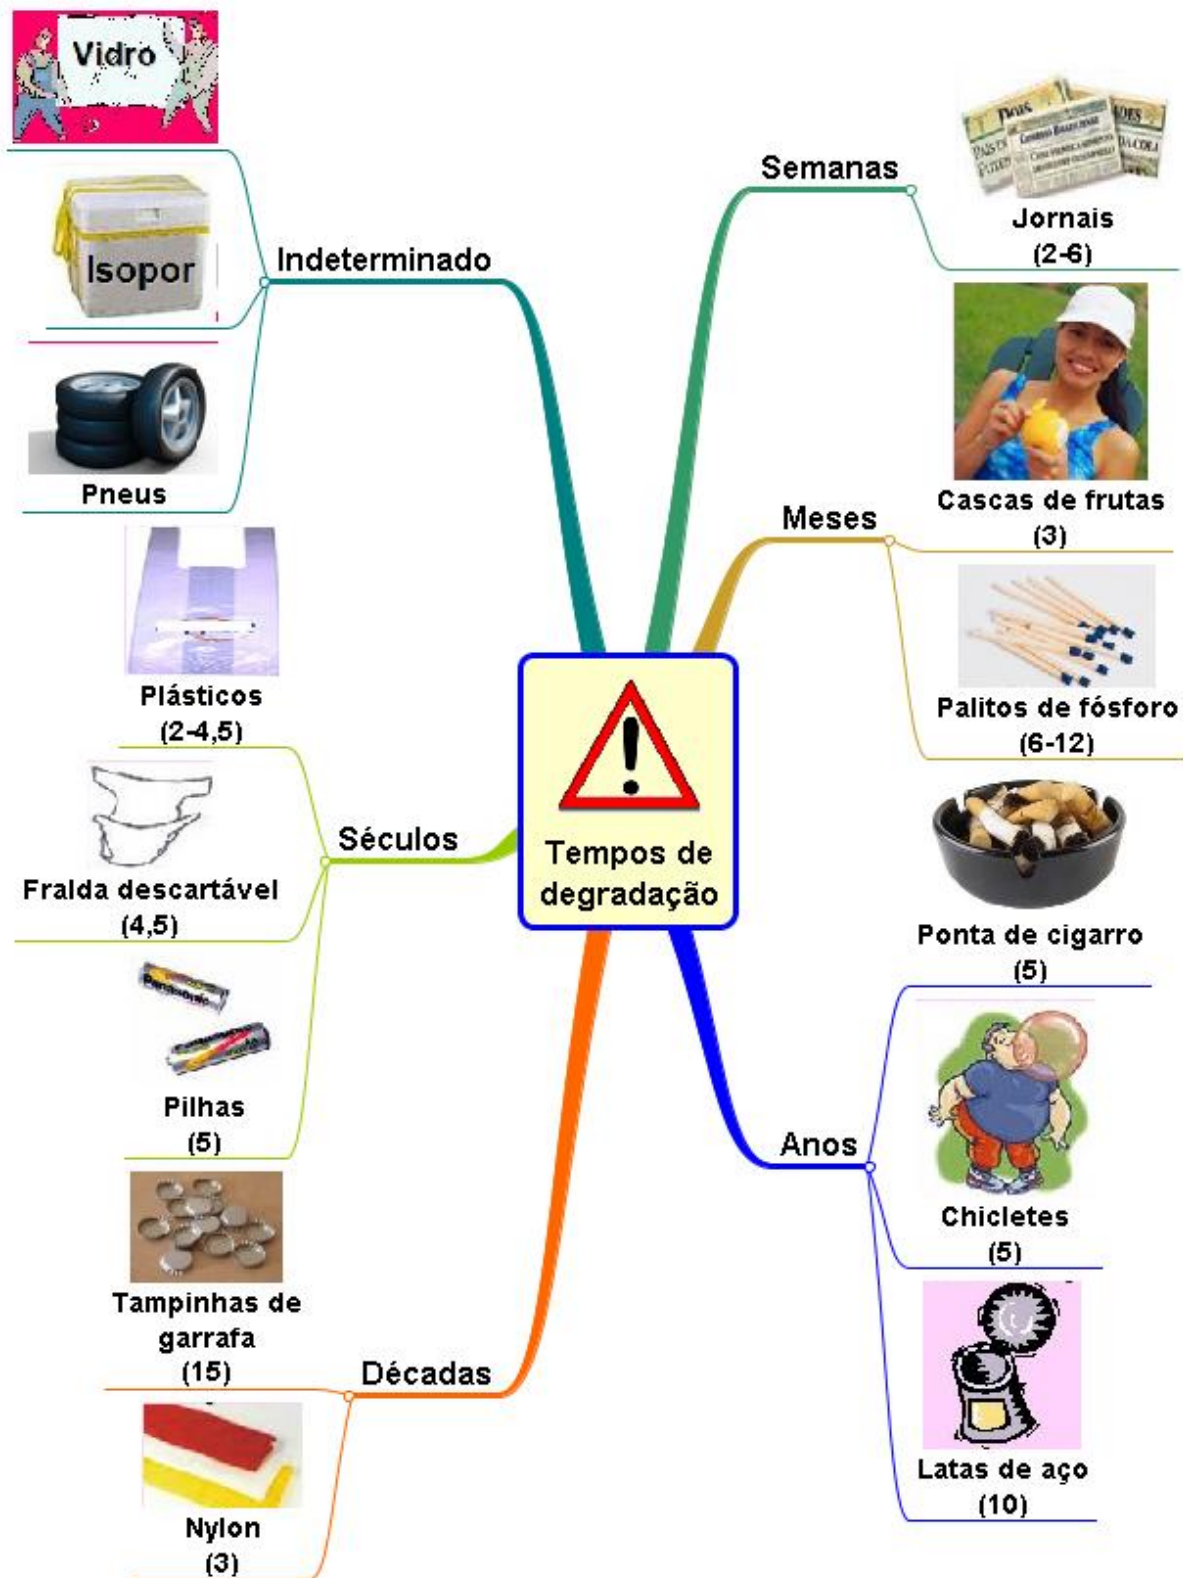 Tempos de
degradação
Semanas
Jornais
(2-6)
Meses
Cascas de frutas
(3)
Palitos de fósforo
(6-12)
Anos
Ponta de cigarro
(5)
Chicletes
(5)
Latas de aço
(10)
Décadas
Tampinhas de
garrafa
(15)
Nylon
(3)
Séculos
Plásticos
(2-4,5)
Fralda descartável
(4,5)
Panasonic
Pilhas
(5)
Indeterminado
Vidro
Isopor
Pneus